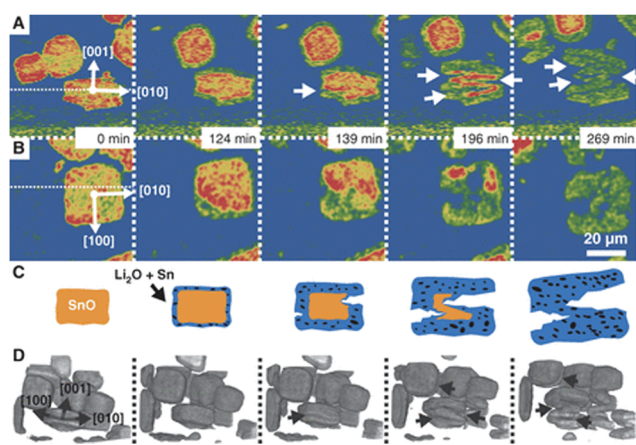 A
[001]
[010]
0 min
124 min
139 min
196 min
269 min
B
[010]
[100]
20 µm
C
Li₂O + Sn
SnO
D
[001]
[100]
[010]